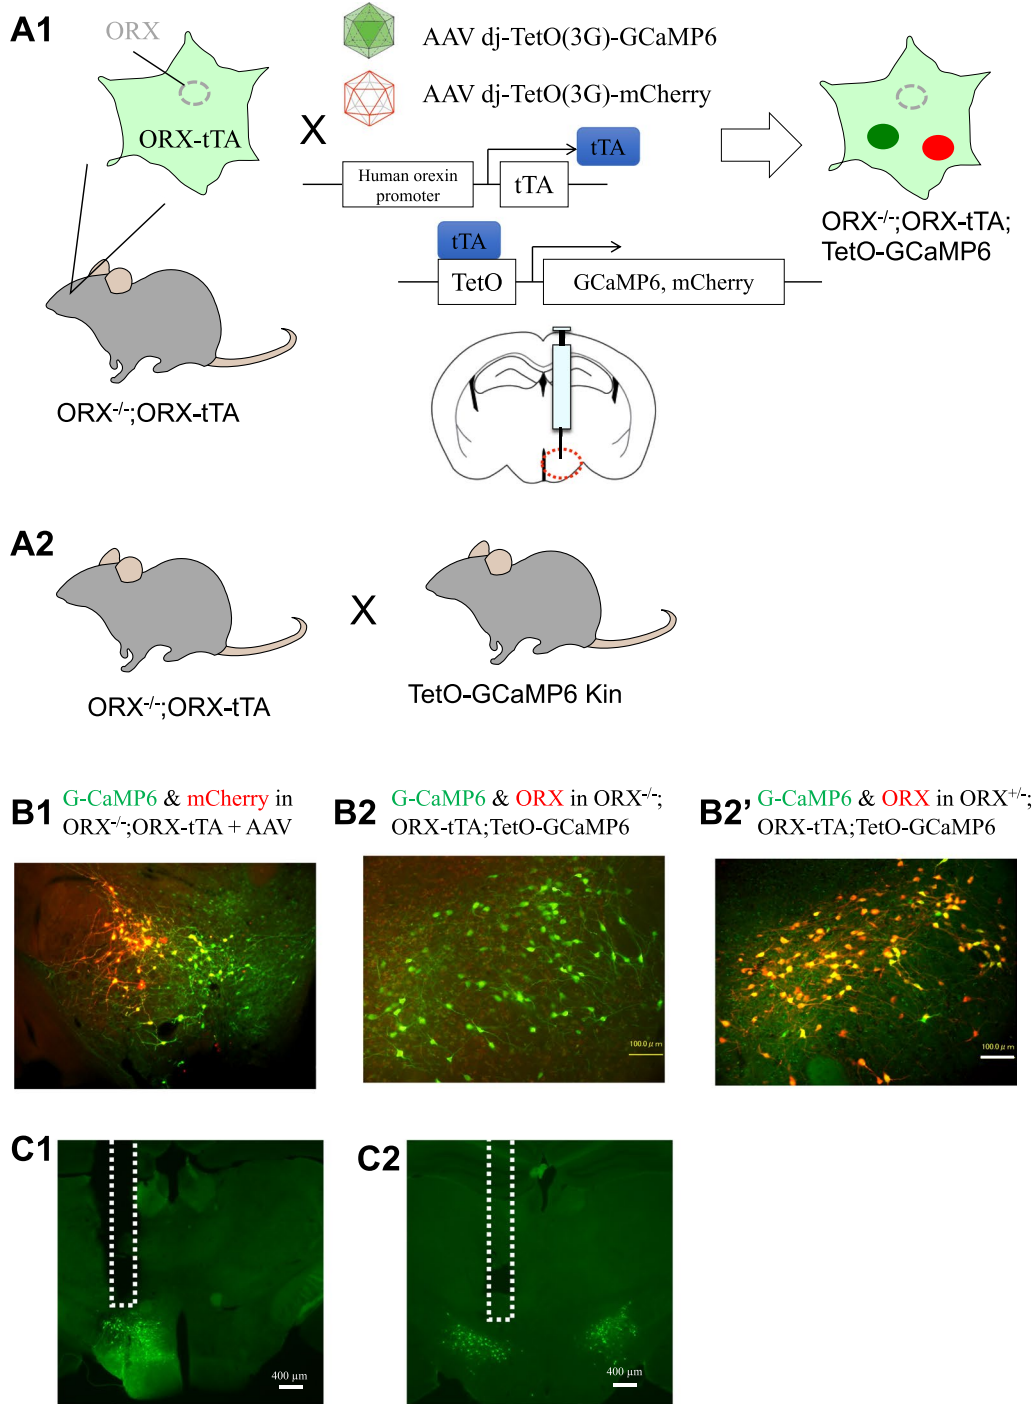 A1
ORX
ORX-tTA
X
AAV dj-TetO(3G)-GCaMP6
AAV dj-TetO(3G)-mCherry
tTA
Human orexin
promoter
tTA
tTA
TetO
GCaMP6, mCherry
ORX-/-;ORX-tTA;
TetO-GCaMP6
ORX-/-;ORX-tTA
A2
X
ORX-/-;ORX-tTA
TetO-GCaMP6 Kin
B1
G-CaMP6 & mCherry in
ORX-/-;ORX-tTA + AAV
B2
G-CaMP6 & ORX in ORX-/-;
ORX-tTA;TetO-GCaMP6
B2’
G-CaMP6 & ORX in ORX+/-;
ORX-tTA;TetO-GCaMP6
100.0 μm
100.0 μm
C1
400 μm
C2
400 μm